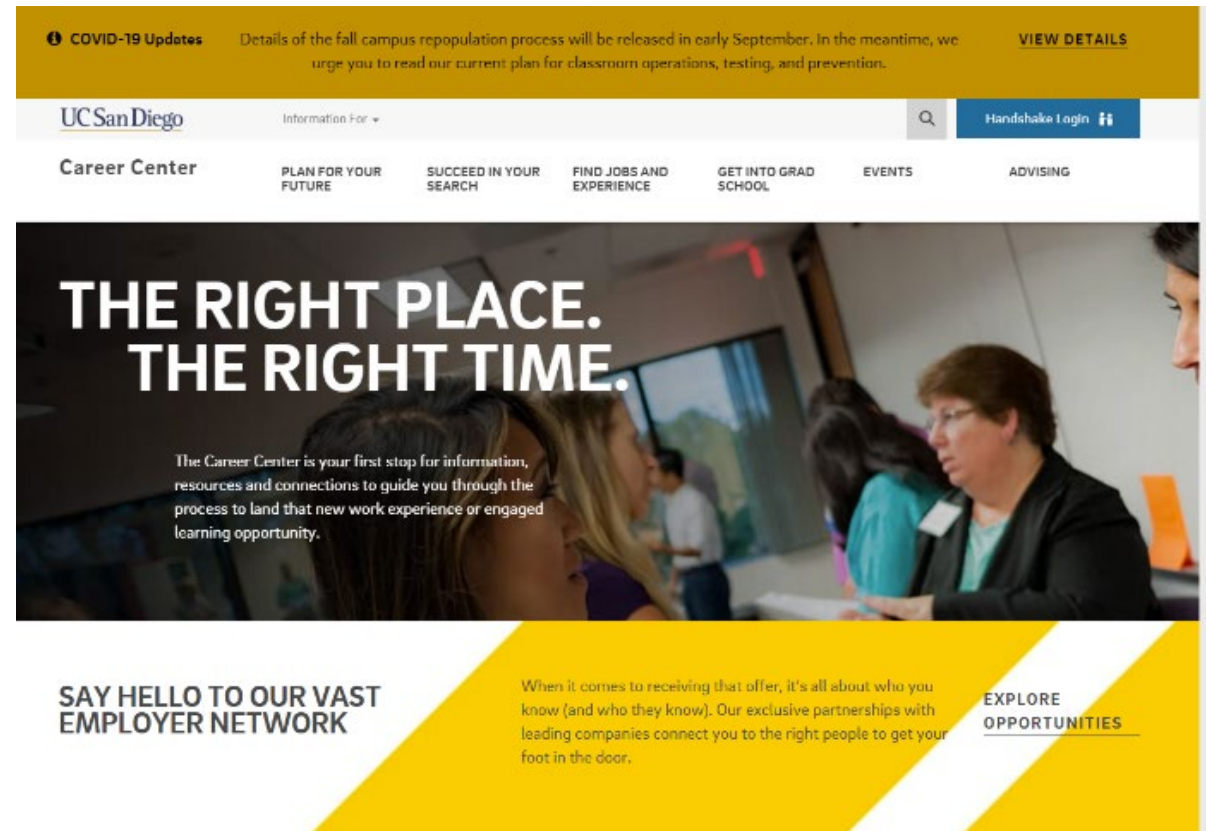 COVID-19 Updates
Details of the fall campus repopulation process will be released in early September. In the meantime, we
urge you to read our current plan for classroom operations, testing, and prevention.
VIEW DETAILS
UC San Diego
Information For
Handshake Login
Career Center
PLAN FOR YOUR
FUTURE
SUCCEED IN YOUR
SEARCH
FIND JOBS AND
EXPERIENCE
GET INTO GRAD
SCHOOL
EVENTS
ADVISING
THE RIGHT PLACE.
THE RIGHT TIME.
The Career Center is your first stop for information,
resources and connections to guide you through the
process to land that new work experience or engaged
learning opportunity.
SAY HELLO TO OUR VAST
EMPLOYER NETWORK
When it comes to receiving that offer, it's all about who you
know (and who they know). Our exclusive partnerships with
leading companies connect you to the right people to get your
foot in the door.
EXPLORE
OPPORTUNITIES